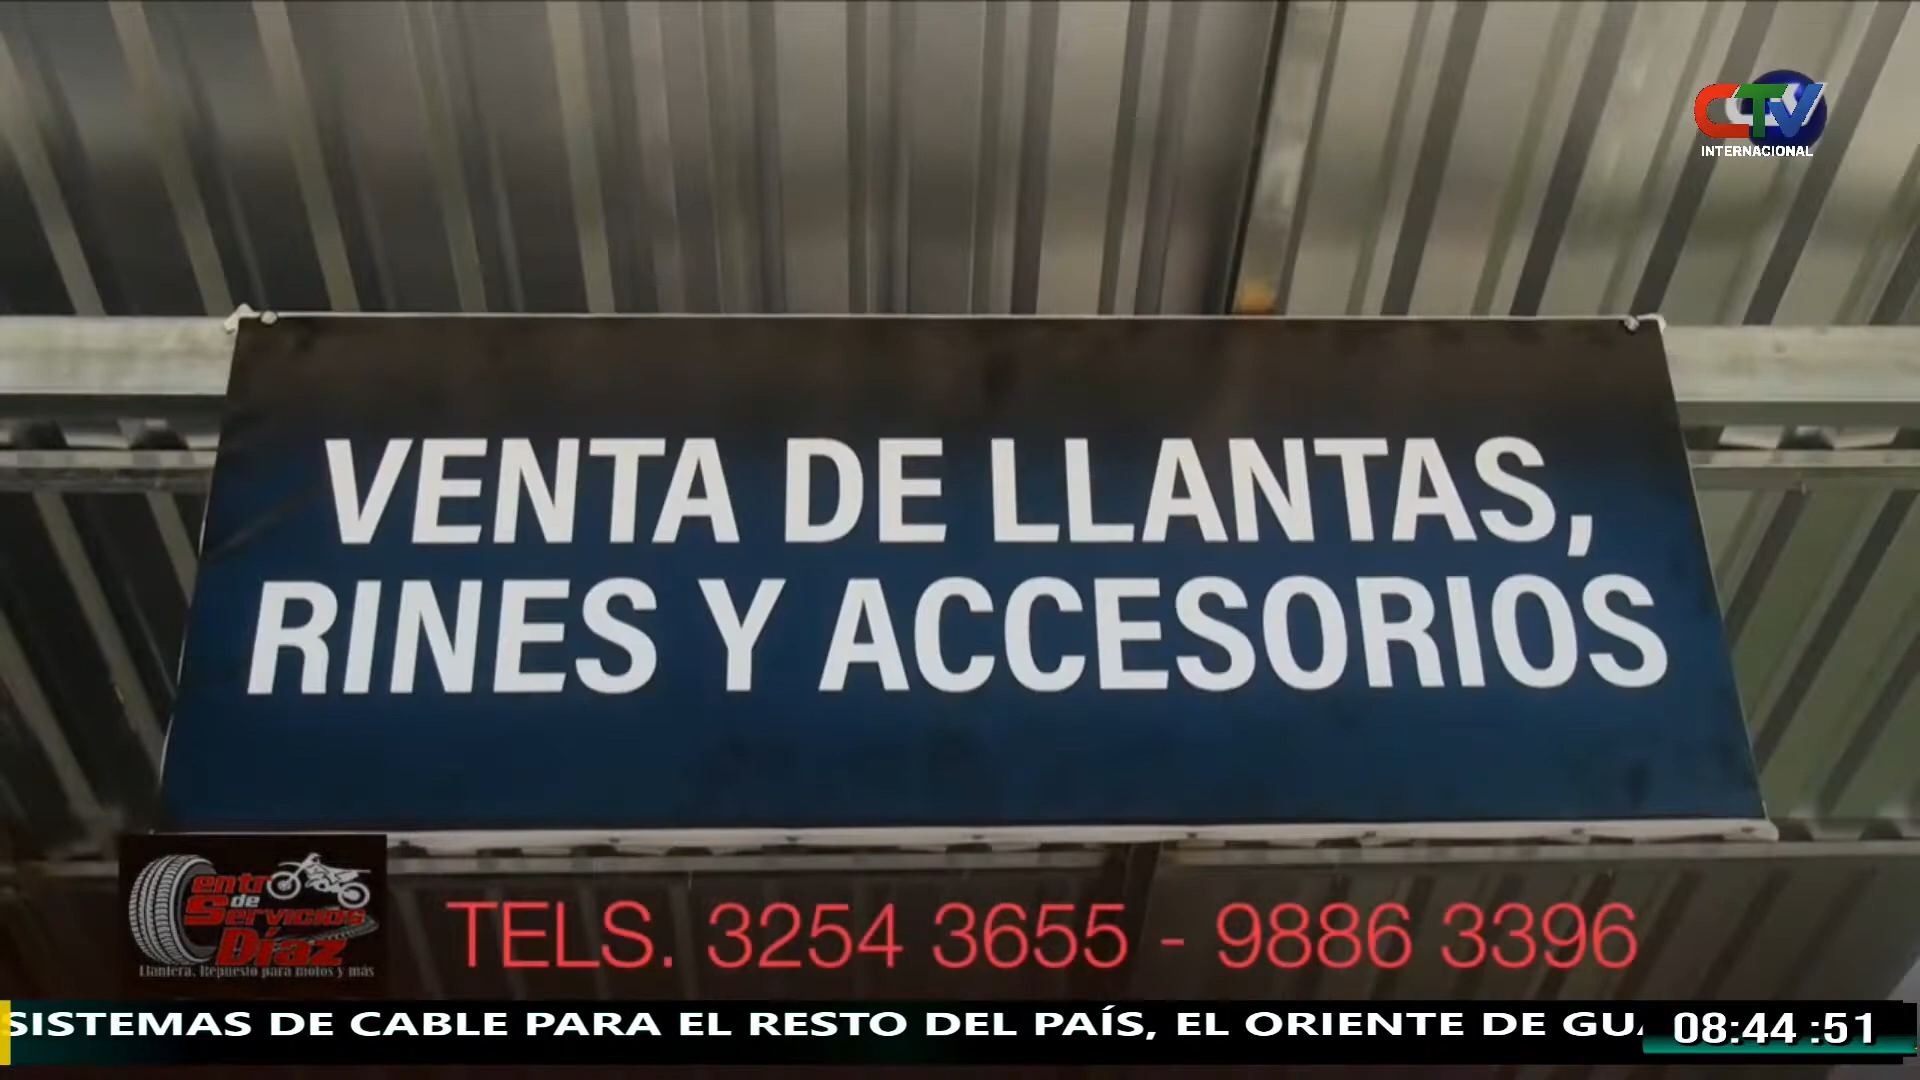 CTV
INTERNACIONAL
VENTA DE LLANTAS,
RINES Y ACCESORIOS
Centro
de
Servicios
Díaz
Llantera, Repuesto para motos y más
TELS. 3254 3655 - 9886 3396
SISTEMAS DE CABLE PARA EL RESTO DEL PAÍS, EL ORIENTE DE GU
08:44 :51